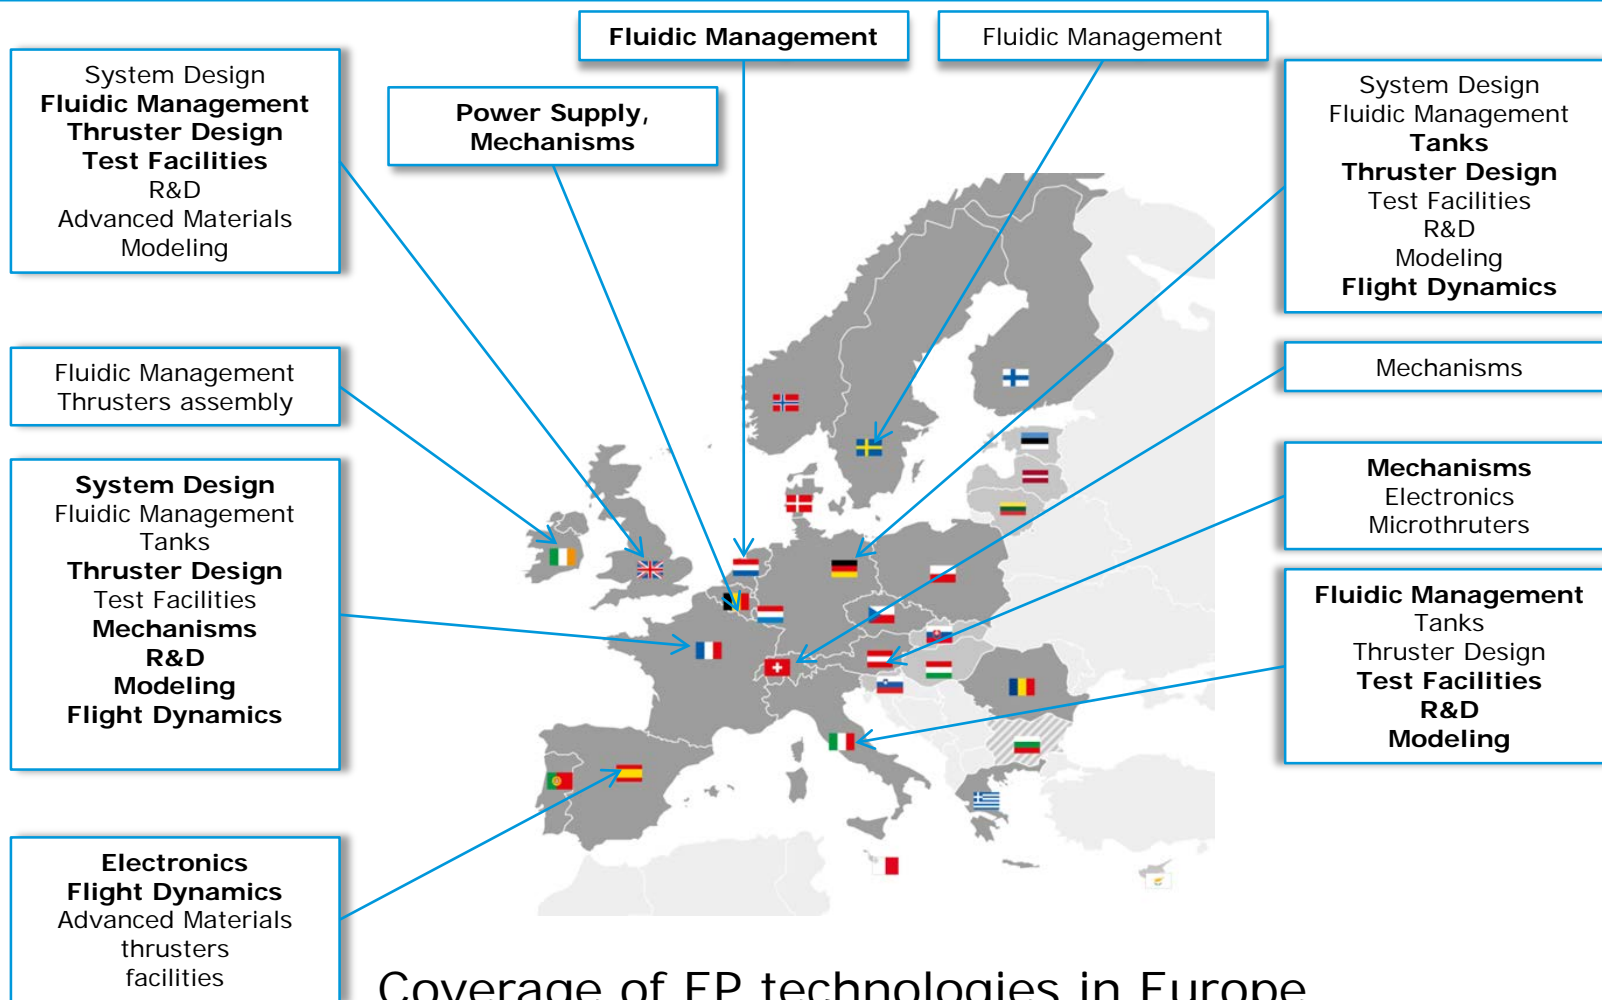 Fluidic Management
Fluidic Management
System Design
Fluidic Management
Thruster Design
Test Facilities
R&D
Advanced Materials
Modeling
Power Supply,
Mechanisms
System Design
Fluidic Management
Tanks
Thruster Design
Test Facilities
R&D
Modeling
Flight Dynamics
Fluidic Management
Thrusters assembly
Mechanisms
System Design
Fluidic Management
Tanks
Thruster Design
Test Facilities
Mechanisms
R&D
Modeling
Flight Dynamics
Mechanisms
Electronics
Microthruters
Fluidic Management
Tanks
Thruster Design
Test Facilities
R&D
Modeling
Electronics
Flight Dynamics
Advanced Materials
thrusters
facilities
Coverage of EP technologies in Europe